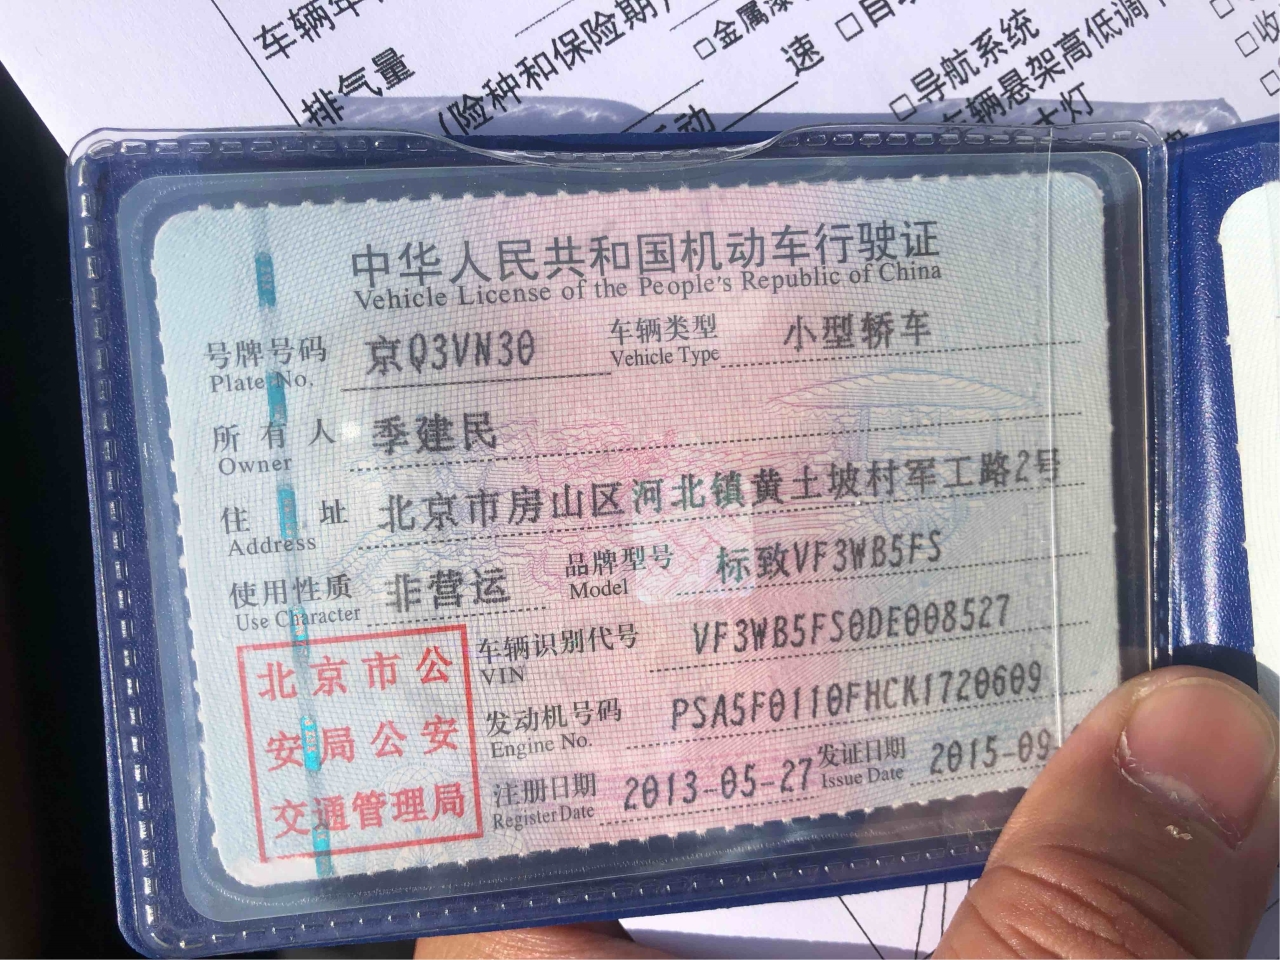 车辆年
排气量
(险种和保险期
金属漆
速
导航系统
车辆悬架高低调节
大灯
中华人民共和国机动车行驶证
Vehicle License of the People's Republic of China
号牌号码 京Q3VN30 车辆类型 小型轿车
Plate No. Vehicle Type
所有人 季建民
Owner
住址 北京市房山区河北镇黄土坡村军工路2号
Address
使用性质 非营运 品牌型号 标致VF3WB5FS
Use Character Model
北京市公
安局公安
交通管理局
车辆识别代号 VF3WB5FS0DE008527
VIN
发动机号码 PSA5F0110FHCK1720609
Engine No.
注册日期 2013-05-27 发证日期 2015-09-
Register Date Issue Date